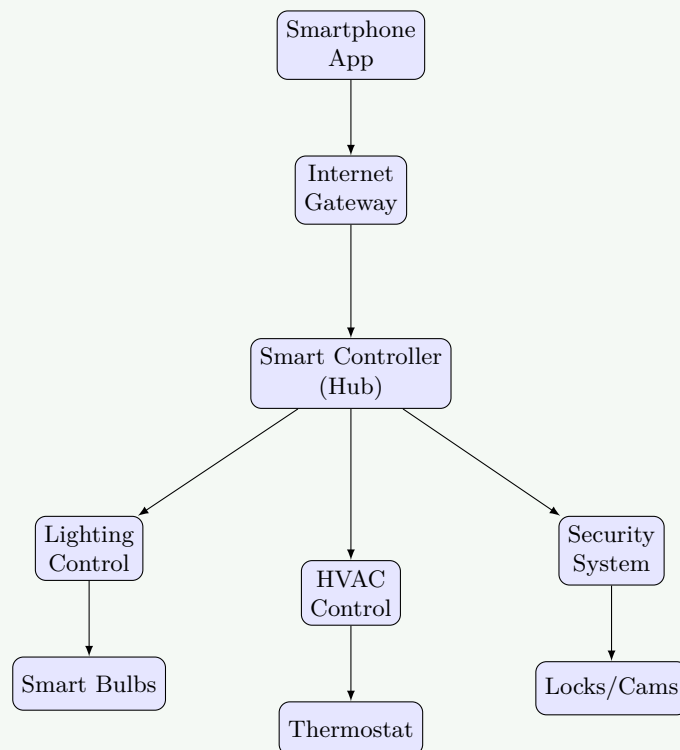 Smartphone
App
Internet
Gateway
Smart Controller
(Hub)
Lighting
Control
HVAC
Control
Security
System
Smart Bulbs
Thermostat
Locks/Cams